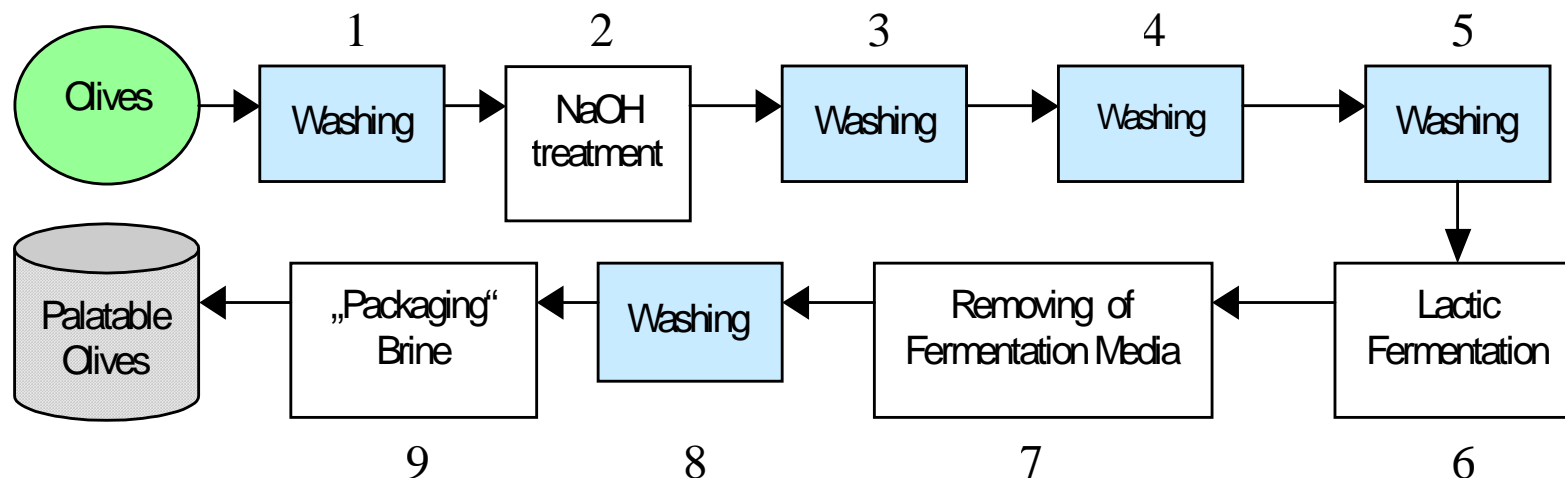 1
2
3
4
5
Olives
Washing
NaOH
treatment
Washing
Washing
Washing
Palatable
Olives
„Packaging“
Brine
Washing
Removing of
Fermentation Media
Lactic
Fermentation
9
8
7
6